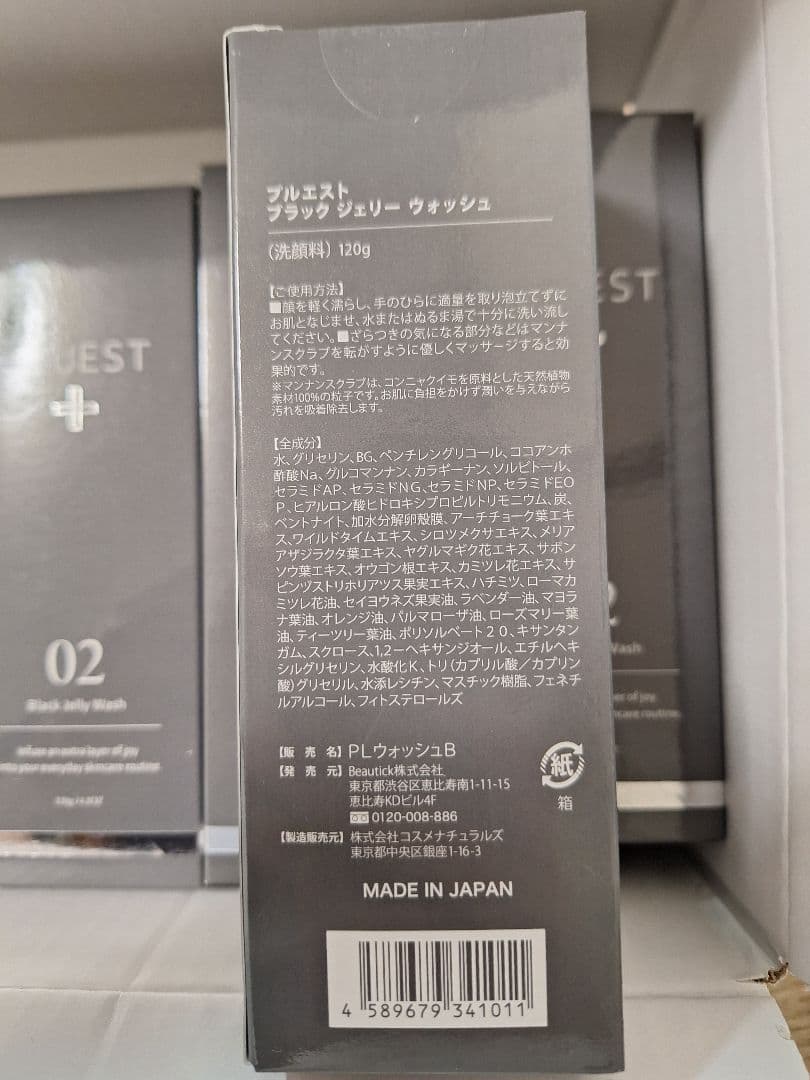 プルエスト
ブラック ジェリー ウォッシュ
(洗顔料) 120g
【ご使用方法】
■顔を軽く濡らし、手のひらに適量を取り泡立てずに
お肌となじませ、水またはぬるま湯で十分に洗い流し
てください。■ざらつきの気になる部分などはマンナ
ンスクラブを転がすように優しくマッサージすると効
果的です。
※マンナンスクラブは、コンニャクイモを原料とした天然植物
素材100%の粒子です。お肌に負担をかけず潤いを与えながら
汚れを吸着除去します。
【全成分】
水、グリセリン、BG、ペンチレングリコール、ココアンホ
酢酸Na、グルコマンナン、カラギーナン、ソルビトール、
セラミドAP、セラミドNG、セラミドNP、セラミドEO
P、ヒアルロン酸ヒドロキシプロピルトリモニウム、炭、
ベントナイト、加水分解卵殻膜、アーチチョーク葉エキ
ス、ワイルドタイムエキス、シロツメクサエキス、メリア
アザジラクタ葉エキス、ヤグルマギク花エキス、サボン
ソウ葉エキス、オウゴン根エキス、カミツレ花エキス、サ
ピンヅストリホリアツス果実エキス、ハチミツ、ローマカ
ミツレ花油、セイヨウネズ果実油、ラベンダー油、マヨラ
ナ葉油、オレンジ油、パルマローザ油、ローズマリー葉
油、ティーツリー葉油、ポリソルベート20、キサンタン
ガム、スクロース、1,2-ヘキサンジオール、エチルヘキ
シルグリセリン、水酸化K、トリ(カプリル酸/カプリン
酸)グリセリル、水添レシチン、マスチック樹脂、フェネチ
ルアルコール、フィトステロールズ
【販売名】PLウォッシュB
【発売元】Beautick株式会社
東京都渋谷区恵比寿南1-11-15
恵比寿KDビル4F
0120-008-886
【製造販売元】株式会社コスメナチュラルズ
東京都中央区銀座1-16-3
紙
箱
MADE IN JAPAN
4 589679 341011
UEST
02
Black Jelly Wash
Infuse an extra layer of joy
into your everyday skincare routine.
EST
2
Wash
er of joy
incare routine.